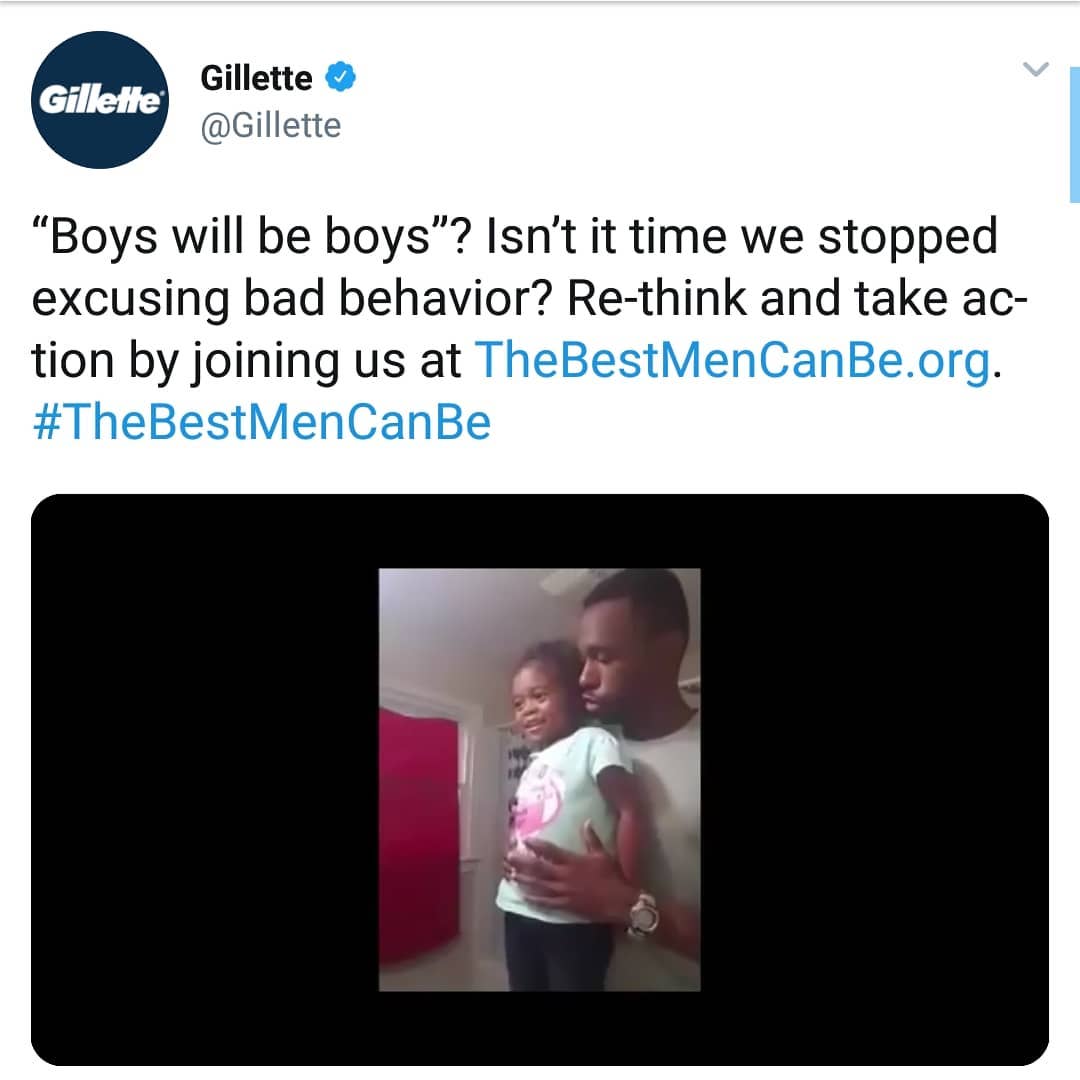 Gillette
Gillette
@Gillette
“Boys will be boys”? Isn’t it time we stopped
excusing bad behavior? Re-think and take ac-
tion by joining us at TheBestMenCanBe.org.
#TheBestMenCanBe